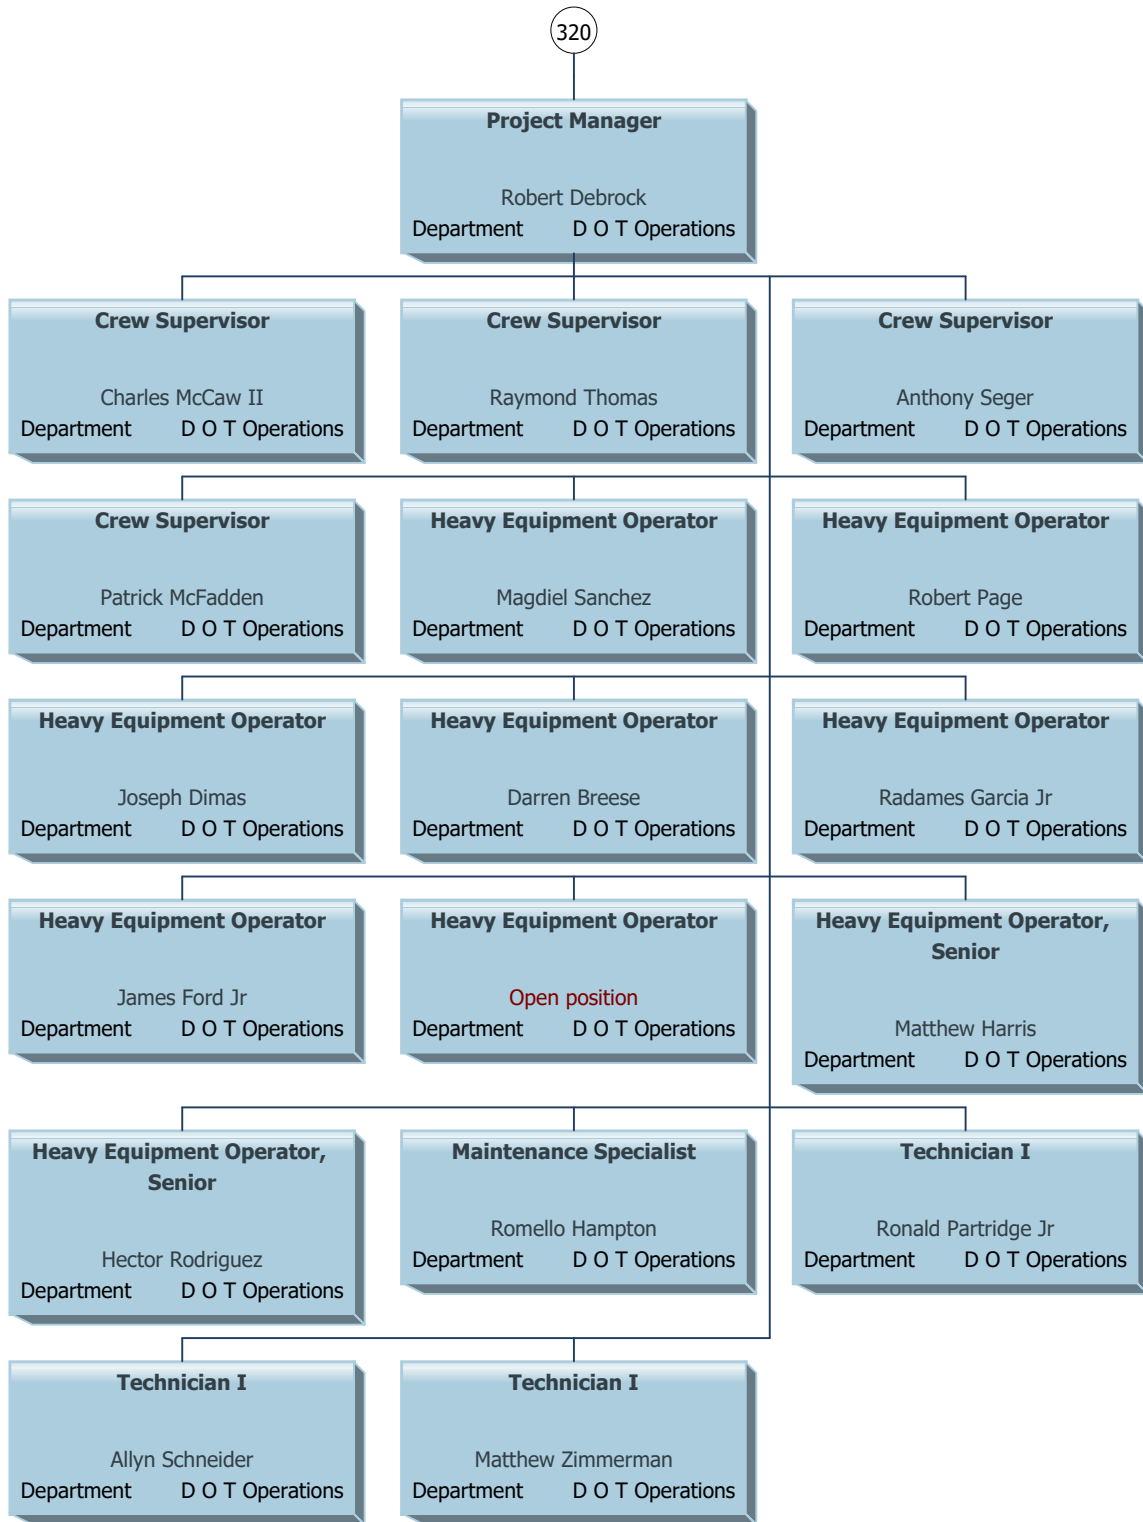 320
Project Manager
Robert Debrock
Department D O T Operations
Crew Supervisor
Charles McCaw II
Department D O T Operations
Crew Supervisor
Raymond Thomas
Department D O T Operations
Crew Supervisor
Anthony Seger
Department D O T Operations
Crew Supervisor
Patrick McFadden
Department D O T Operations
Heavy Equipment Operator
Magdiel Sanchez
Department D O T Operations
Heavy Equipment Operator
Robert Page
Department D O T Operations
Heavy Equipment Operator
Joseph Dimas
Department D O T Operations
Heavy Equipment Operator
Darren Breese
Department D O T Operations
Heavy Equipment Operator
Radames Garcia Jr
Department D O T Operations
Heavy Equipment Operator
James Ford Jr
Department D O T Operations
Heavy Equipment Operator
Open position
Department D O T Operations
Heavy Equipment Operator,
Senior
Matthew Harris
Department D O T Operations
Heavy Equipment Operator,
Senior
Hector Rodriguez
Department D O T Operations
Maintenance Specialist
Romello Hampton
Department D O T Operations
Technician I
Ronald Partridge Jr
Department D O T Operations
Technician I
Allyn Schneider
Department D O T Operations
Technician I
Matthew Zimmerman
Department D O T Operations